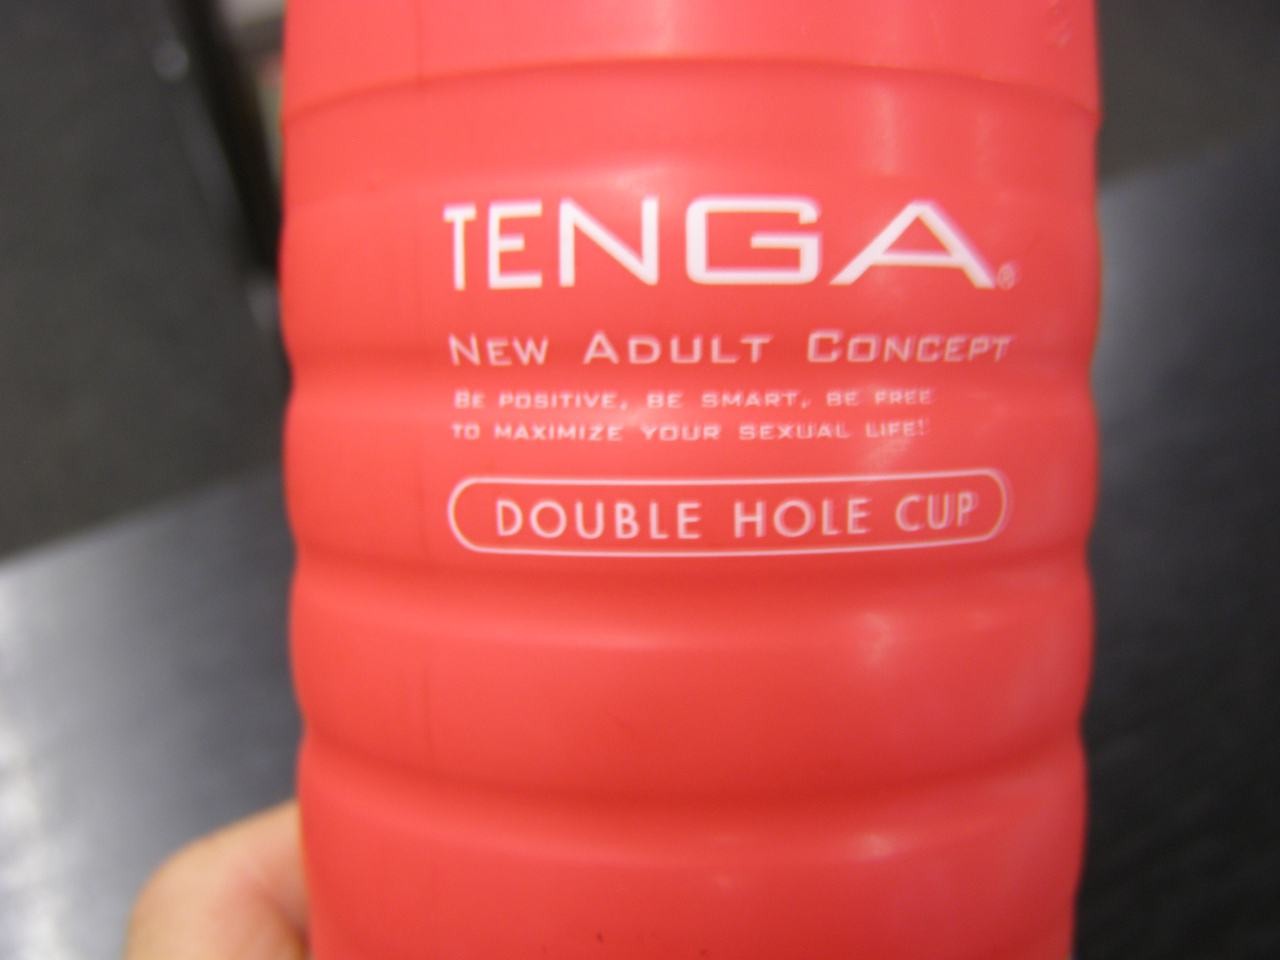 TENGA®
NEW ADULT CONCEPT
BE POSITIVE, BE SMART, BE FREE
TO MAXIMIZE YOUR SEXUAL LIFE!
DOUBLE HOLE CUP